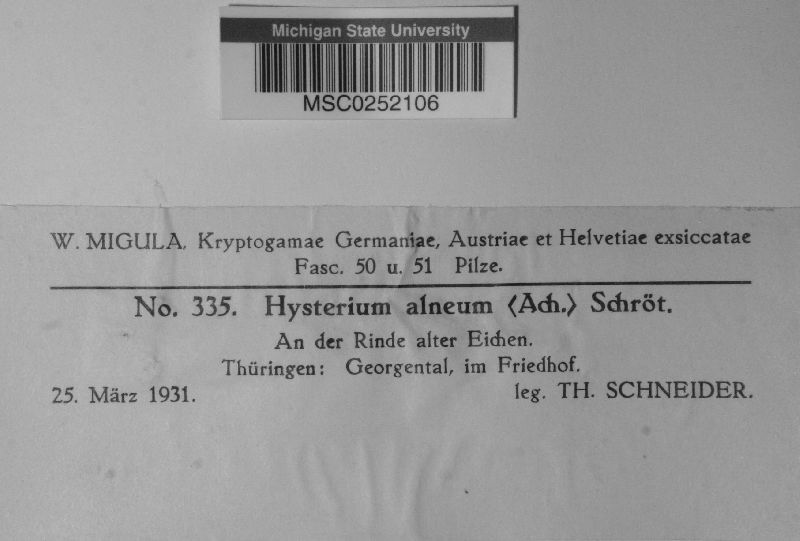 Michigan State University
MSC0252106
W. MIGULA, Kryptogamae Germaniae, Austriae et Helvetiae exsiccatae
Fasc. 50 u. 51 Pilze.
No. 335. Hysterium alneum (Ach.) Schröt.
An der Rinde alter Eichen.
Thüringen: Georgental, im Friedhof.
25. März 1931. leg. TH. SCHNEIDER.